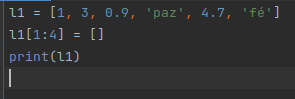 l1 = [1, 3, 0.9, 'paz', 4.7, 'fé']
l1[1:4] = []
print(l1)